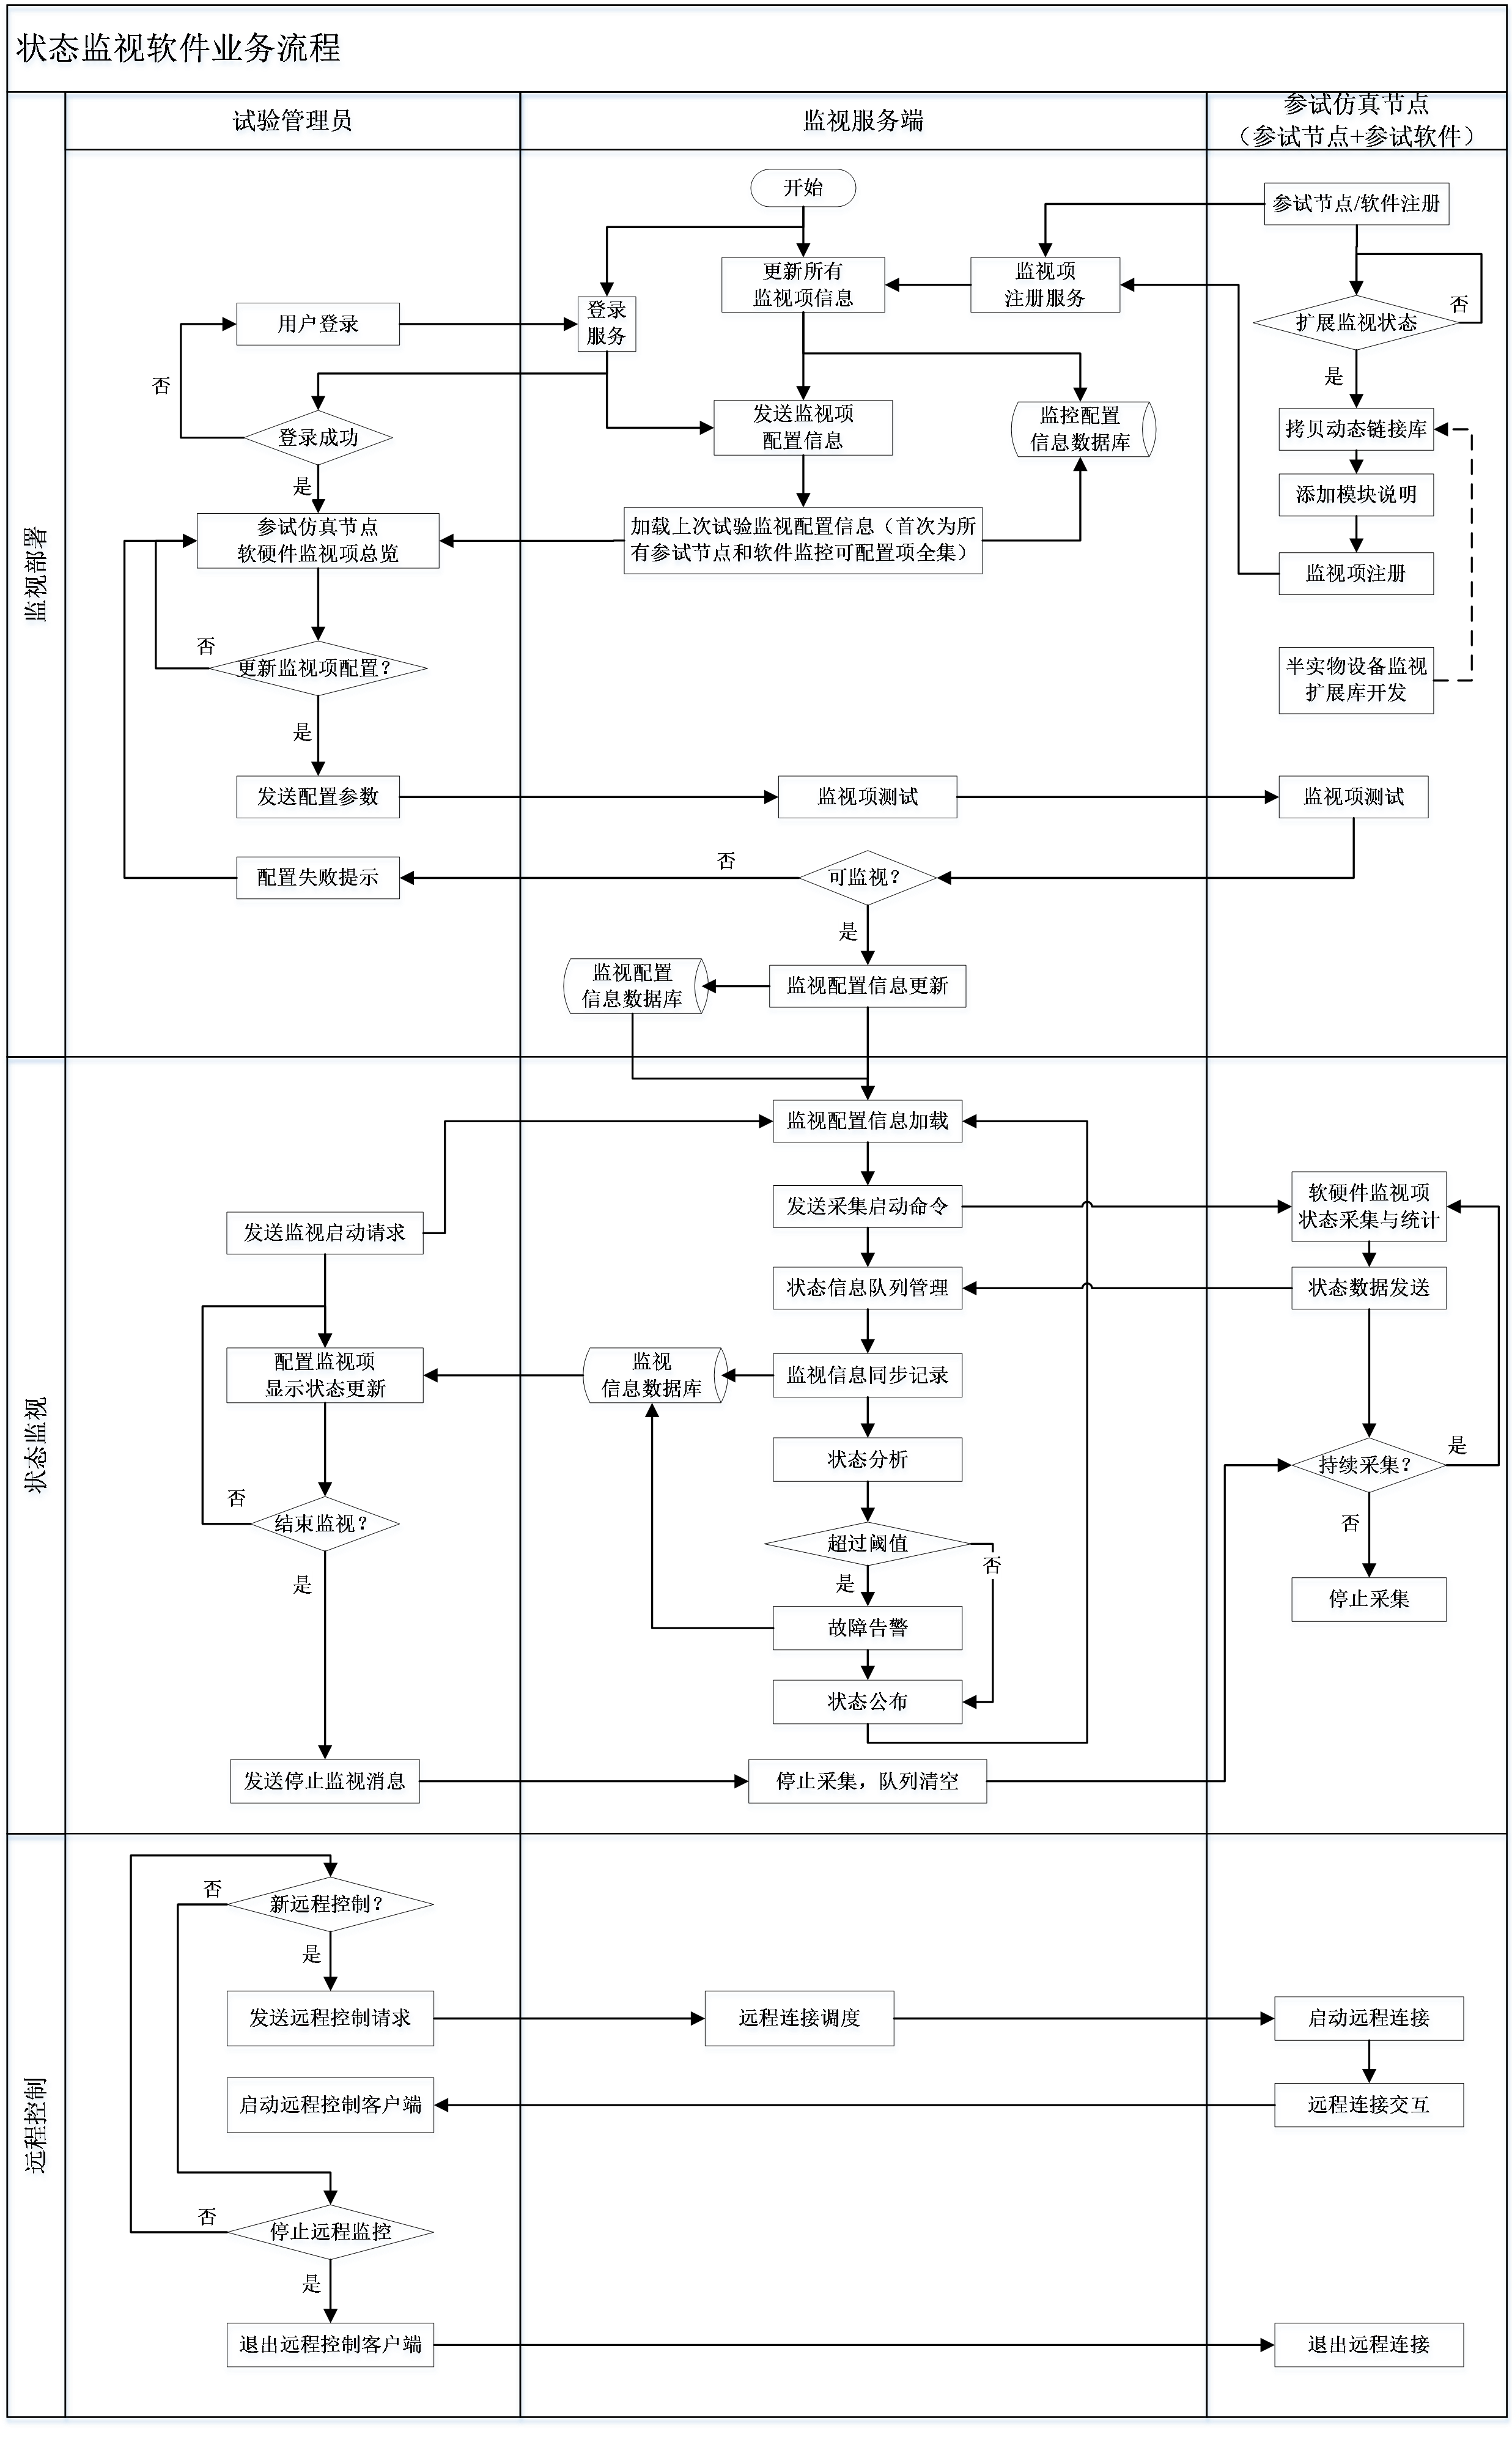 状态监视软件业务流程
试验管理员
监视服务端
参试仿真节点
（参试节点+参试软件）
监视部署
开始
参试节点/软件注册
更新所有
监视项信息
监视项
注册服务
用户登录
登录
服务
扩展监视状态
否
否
是
登录成功
发送监视项
配置信息
监控配置
信息数据库
拷贝动态链接库
是
添加模块说明
参试仿真节点
软硬件监视项总览
加载上次试验监视配置信息（首次为所
有参试节点和软件监控可配置项全集）
监视项注册
否
更新监视项配置？
半实物设备监视
扩展库开发
是
发送配置参数
监视项测试
监视项测试
配置失败提示
否
可监视？
是
监视配置
信息数据库
监视配置信息更新
状态监视
监视配置信息加载
发送监视启动请求
发送采集启动命令
软硬件监视项
状态采集与统计
状态信息队列管理
状态数据发送
配置监视项
显示状态更新
监视
信息数据库
监视信息同步记录
状态分析
持续采集？
是
否
结束监视？
否
超过阈值
否
是
是
停止采集
故障告警
状态公布
发送停止监视消息
停止采集，队列清空
远程控制
否
新远程控制？
是
发送远程控制请求
远程连接调度
启动远程连接
启动远程控制客户端
远程连接交互
否
停止远程监控
是
退出远程控制客户端
退出远程连接